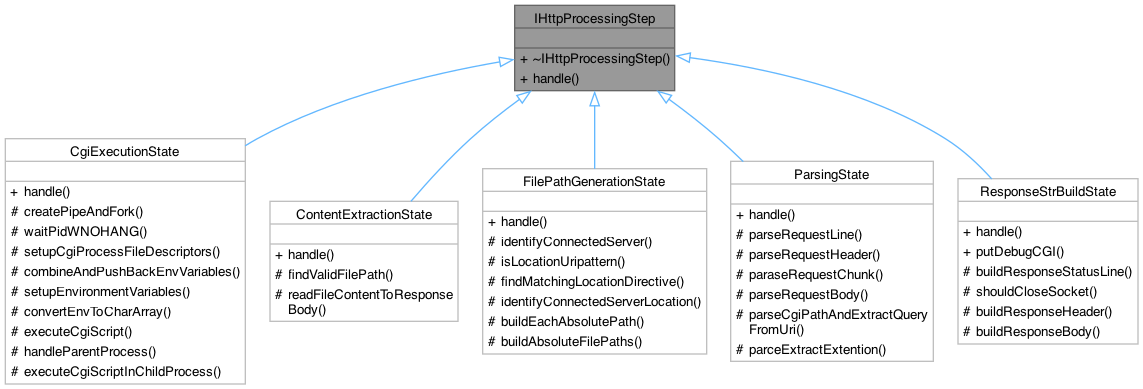 IHttpProcessingStep
+ ~IHttpProcessingStep()
+ handle()
CgiExecutionState
+ handle()
# createPipeAndFork()
# waitPidWNOHANG()
# setupCgiProcessFileDescriptors()
# combineAndPushBackEnvVariables()
# setupEnvironmentVariables()
# convertEnvToCharArray()
# executeCgiScript()
# handleParentProcess()
# executeCgiScriptInChildProcess()
ContentExtractionState
+ handle()
# findValidFilePath()
# readFileContentToResponse
Body()
FilePathGenerationState
+ handle()
# identifyConnectedServer()
# isLocationUripattern()
# findMatchingLocationDirective()
# identifyConnectedServerLocation()
# buildEachAbsolutePath()
# buildAbsoluteFilePaths()
ParsingState
+ handle()
# parseRequestLine()
# parseRequestHeader()
# paraseRequestChunk()
# parseRequestBody()
# parseCgiPathAndExtractQuery
FromUri()
# parceExtractExtention()
ResponseStrBuildState
+ handle()
+ putDebugCGI()
# buildResponseStatusLine()
# shouldCloseSocket()
# buildResponseHeader()
# buildResponseBody()